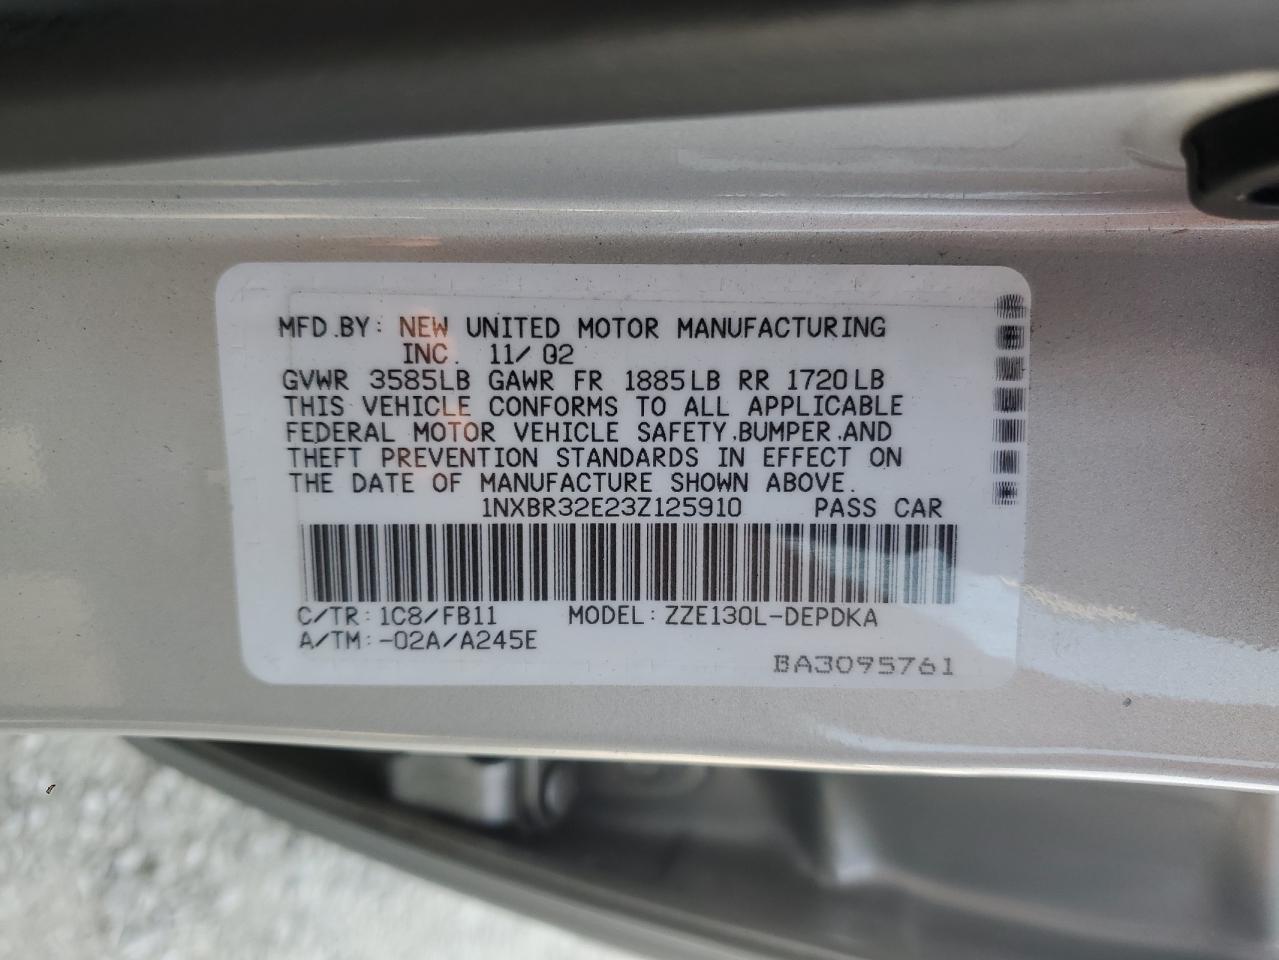 MFD.BY: NEW UNITED MOTOR MANUFACTURING
INC. 11/02
GVWR 3585LB GAWR FR 1885LB RR 1720LB
THIS VEHICLE CONFORMS TO ALL APPLICABLE
FEDERAL MOTOR VEHICLE SAFETY,BUMPER,AND
THEFT PREVENTION STANDARDS IN EFFECT ON
THE DATE OF MANUFACTURE SHOWN ABOVE.
1NXBR32E23Z125910 PASS CAR
C/TR:1C8/FB11 MODEL:ZZE130L-DEPDKA
A/TM:-02A/A245E
BA3095761